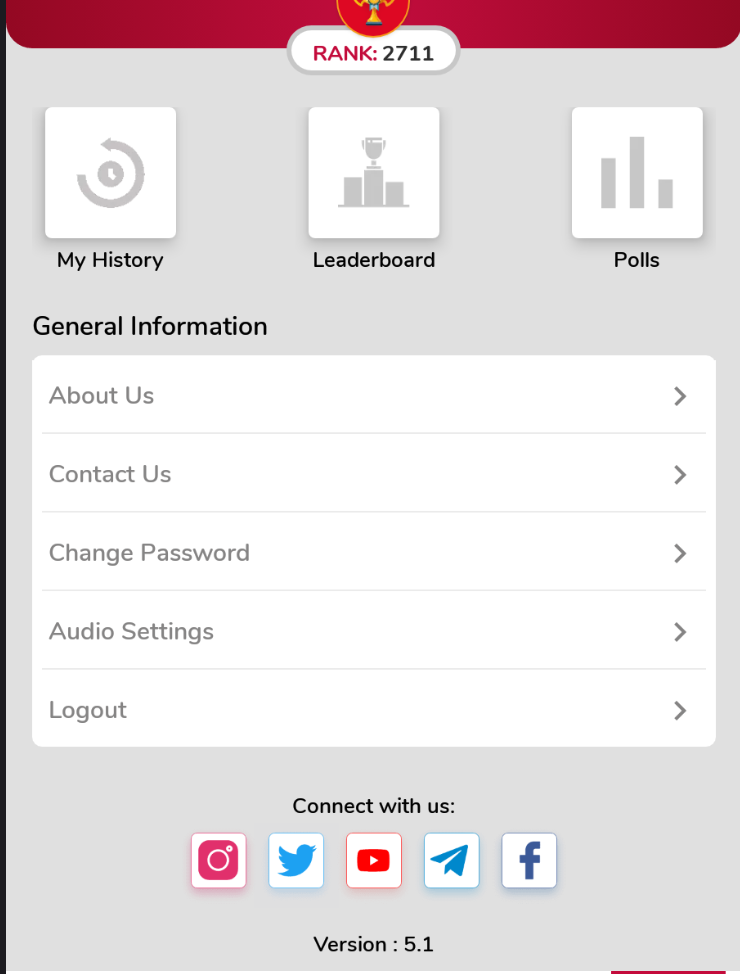 RANK: 2711
My History
Leaderboard
Polls
General Information
About Us
Contact Us
Change Password
Audio Settings
Logout
Connect with us:
Version : 5.1